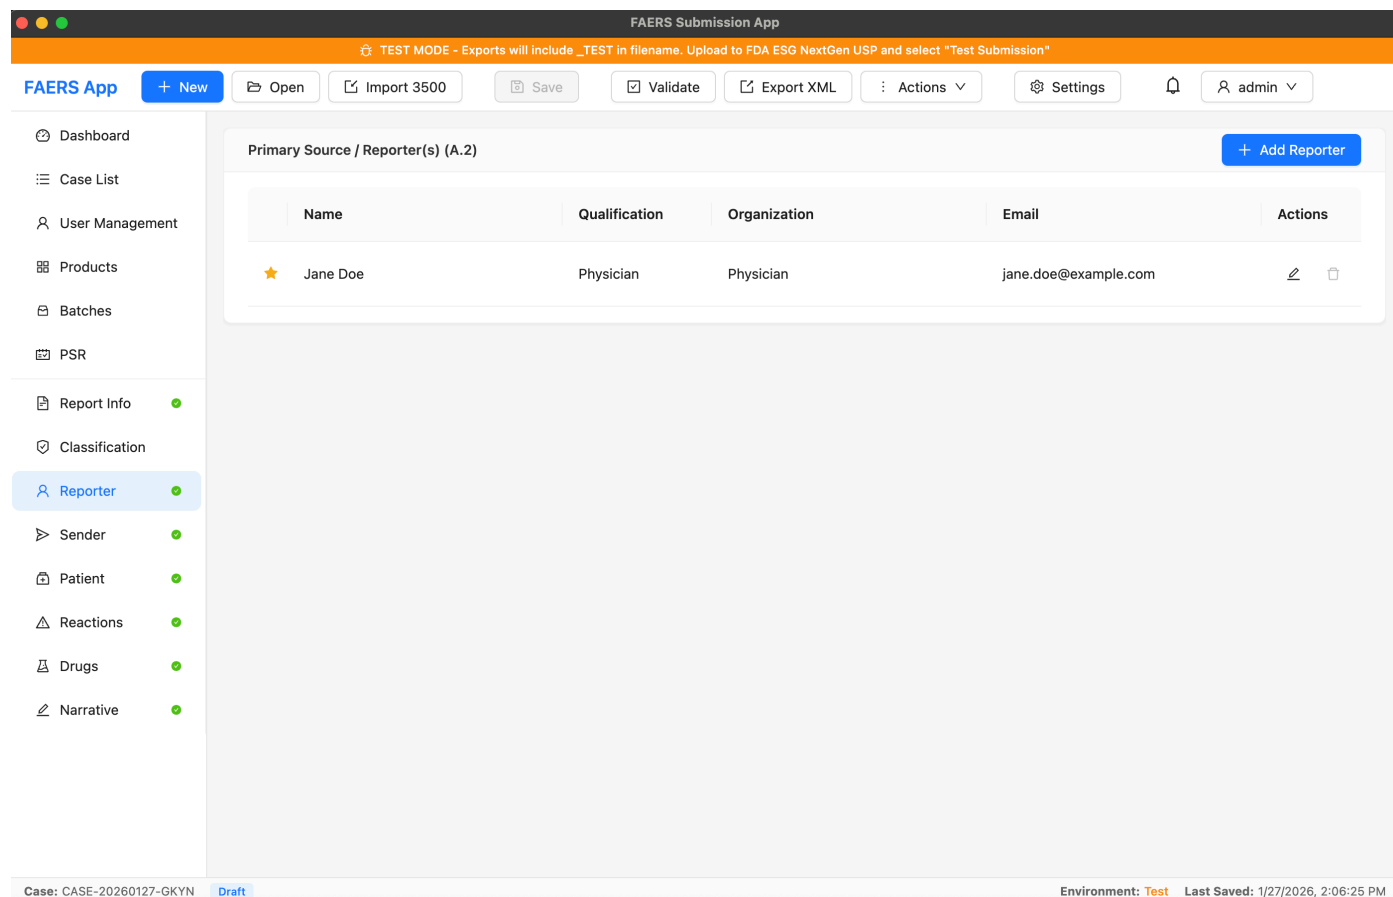 FAERS Submission App
TEST MODE - Exports will include _TEST in filename. Upload to FDA ESG NextGen USP and select "Test Submission"
FAERS App
New
Open
Import 3500
Save
Validate
Export XML
Actions
Settings
admin
Dashboard
Case List
User Management
Products
Batches
PSR
Report Info
Classification
Reporter
Sender
Patient
Reactions
Drugs
Narrative
Primary Source / Reporter(s) (A.2)
Add Reporter
Name Qualification Organization Email Actions
Jane Doe Physician Physician jane.doe@example.com
Case: CASE-20260127-GKYN Draft
Environment: Test Last Saved: 1/27/2026, 2:06:25 PM